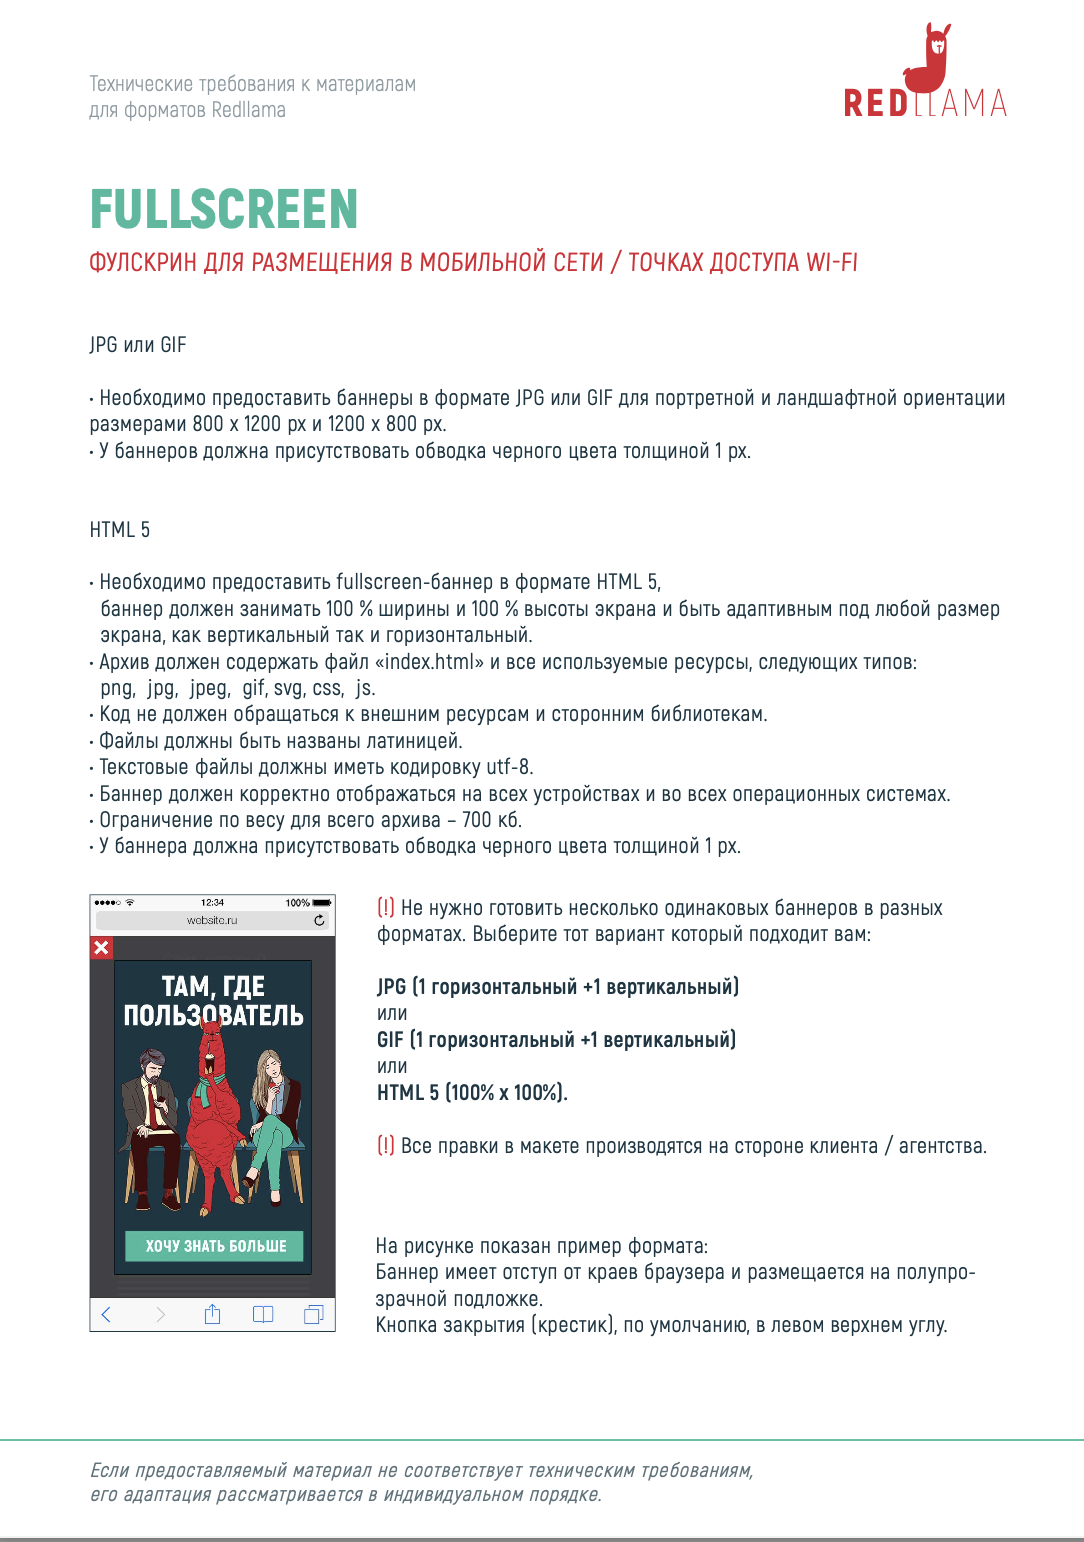 Технические требования к материалам
для форматов Redllama
REDLLAMA
FULLSCREEN
ФУЛСКРИН ДЛЯ РАЗМЕЩЕНИЯ В МОБИЛЬНОЙ СЕТИ / ТОЧКАХ ДОСТУПА WI-FI
JPG или GIF
• Необходимо предоставить баннеры в формате JPG или GIF для портретной и ландшафтной ориентации
размерами 800 x 1200 px и 1200 x 800 px.
• У баннеров должна присутствовать обводка черного цвета толщиной 1 px.
HTML 5
• Необходимо предоставить fullscreen-баннер в формате HTML 5,
баннер должен занимать 100 % ширины и 100 % высоты экрана и быть адаптивным под любой размер
экрана, как вертикальный так и горизонтальный.
• Архив должен содержать файл «index.html» и все используемые ресурсы, следующих типов:
png, jpg, jpeg, gif, svg, css, js.
• Код не должен обращаться к внешним ресурсам и сторонним библиотекам.
• Файлы должны быть названы латиницей.
• Текстовые файлы должны иметь кодировку utf-8.
• Баннер должен корректно отображаться на всех устройствах и во всех операционных системах.
• Ограничение по весу для всего архива – 700 кб.
• У баннера должна присутствовать обводка черного цвета толщиной 1 px.
12:34 100%
website.ru
ТАМ, ГДЕ
ПОЛЬЗОВАТЕЛЬ
ХОЧУ ЗНАТЬ БОЛЬШЕ
(!) Не нужно готовить несколько одинаковых баннеров в разных
форматах. Выберите тот вариант который подходит вам:
JPG (1 горизонтальный +1 вертикальный)
или
GIF (1 горизонтальный +1 вертикальный)
или
HTML 5 (100% x 100%).
(!) Все правки в макете производятся на стороне клиента / агентства.
На рисунке показан пример формата:
Баннер имеет отступ от краев браузера и размещается на полупро-
зрачной подложке.
Кнопка закрытия (крестик), по умолчанию, в левом верхнем углу.
Если предоставляемый материал не соответствует техническим требованиям,
его адаптация рассматривается в индивидуальном порядке.